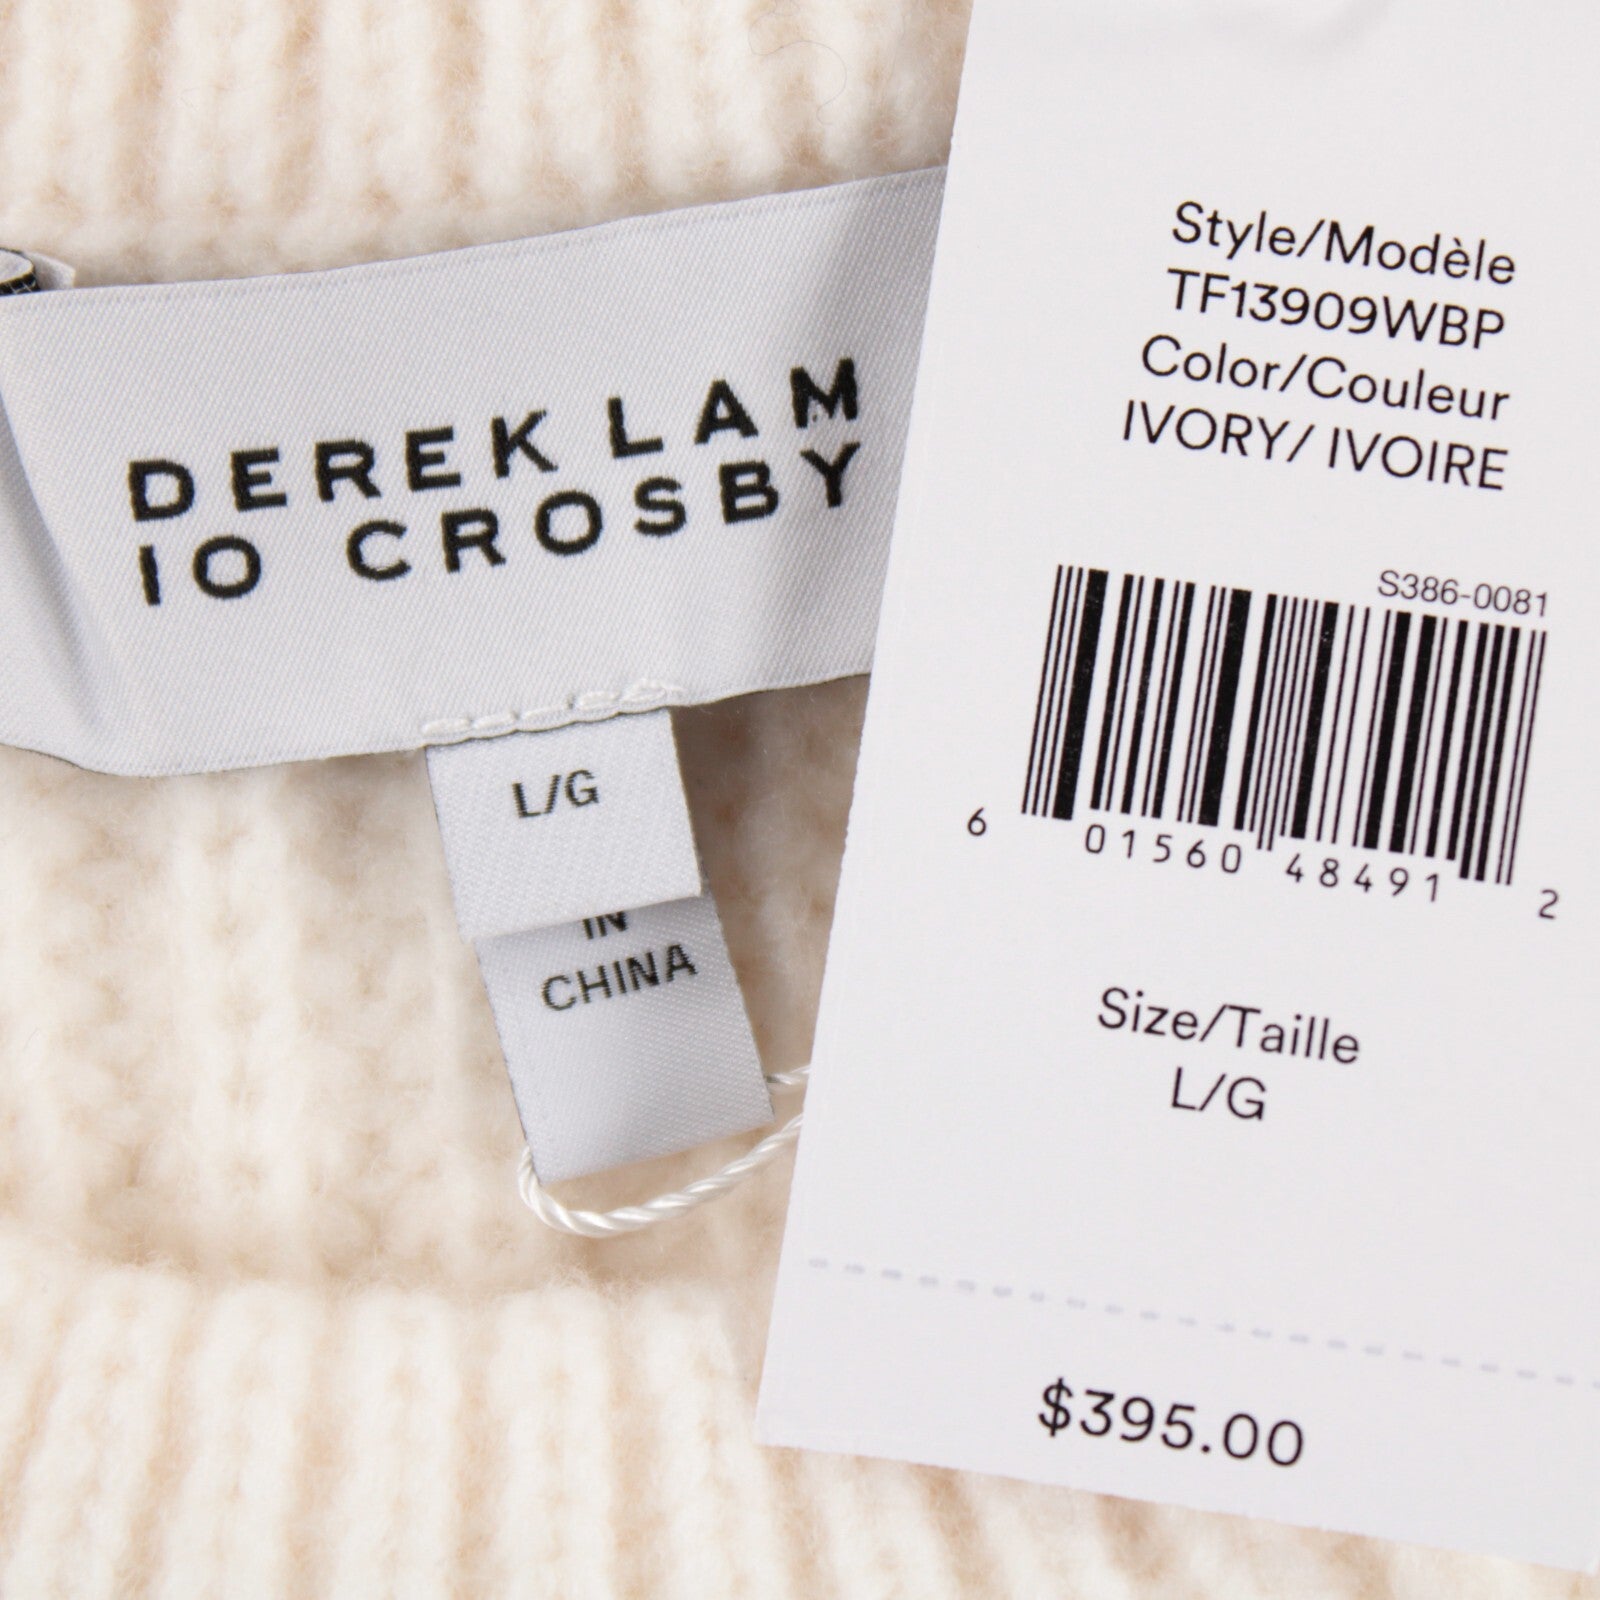 DEREK LAM
10 CROSBY
L/G
IN
CHINA
Style/Modèle
TF13909WBP
Color/Couleur
IVORY/ IVOIRE
S386-0081
6 01560 48491 2
Size/Taille
L/G
$395.00